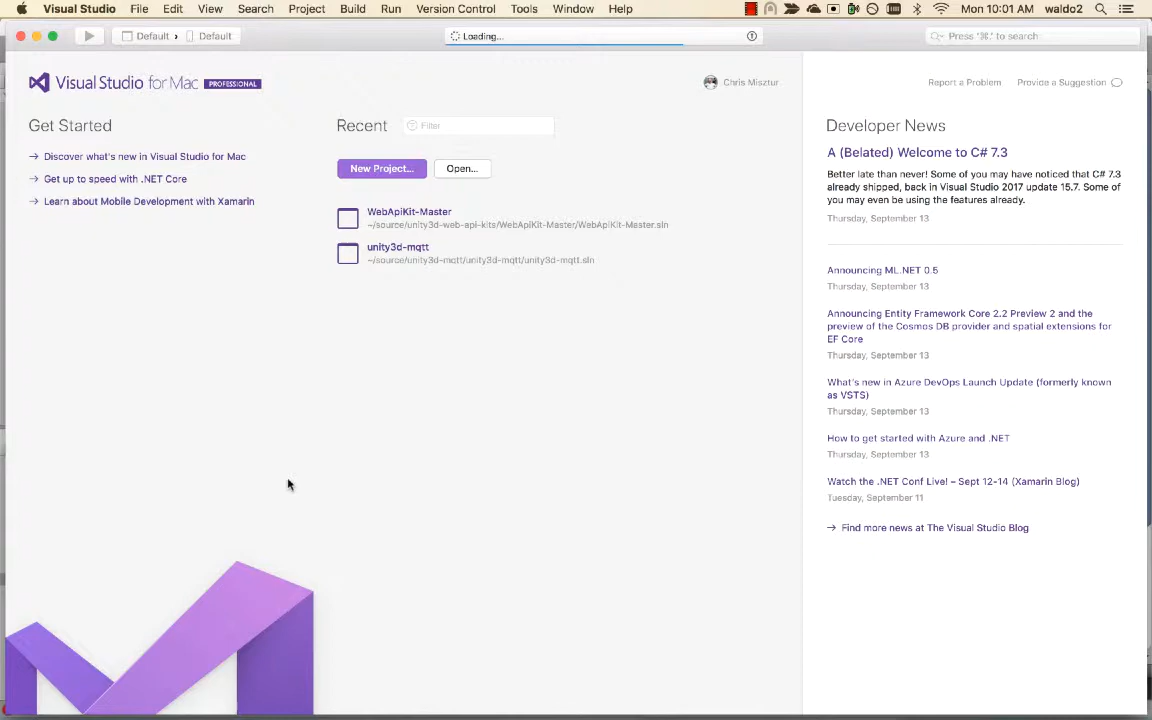 Visual Studio File Edit View Search Project Build Run Version Control Tools Window Help Mon 10:01 AM waldo2
Default › Default
Loading...
Press '⌘.' to search
Visual Studio for Mac PROFESSIONAL
Chris Misztur
Report a Problem Provide a Suggestion
Get Started
→ Discover what's new in Visual Studio for Mac
→ Get up to speed with .NET Core
→ Learn about Mobile Development with Xamarin
Recent Filter
New Project... Open...
WebApiKit-Master
~/source/unity3d-web-api-kits/WebApiKit-Master/WebApiKit-Master.sln
unity3d-mqtt
~/source/unity3d-mqtt/unity3d-mqtt/unity3d-mqtt.sln
Developer News
A (Belated) Welcome to C# 7.3
Better late than never! Some of you may have noticed that C# 7.3
already shipped, back in Visual Studio 2017 update 15.7. Some of
you may even be using the features already.
Thursday, September 13
Announcing ML.NET 0.5
Thursday, September 13
Announcing Entity Framework Core 2.2 Preview 2 and the
preview of the Cosmos DB provider and spatial extensions for
EF Core
Thursday, September 13
What's new in Azure DevOps Launch Update (formerly known
as VSTS)
Thursday, September 13
How to get started with Azure and .NET
Thursday, September 13
Watch the .NET Conf Live! – Sept 12-14 (Xamarin Blog)
Tuesday, September 11
→ Find more news at The Visual Studio Blog